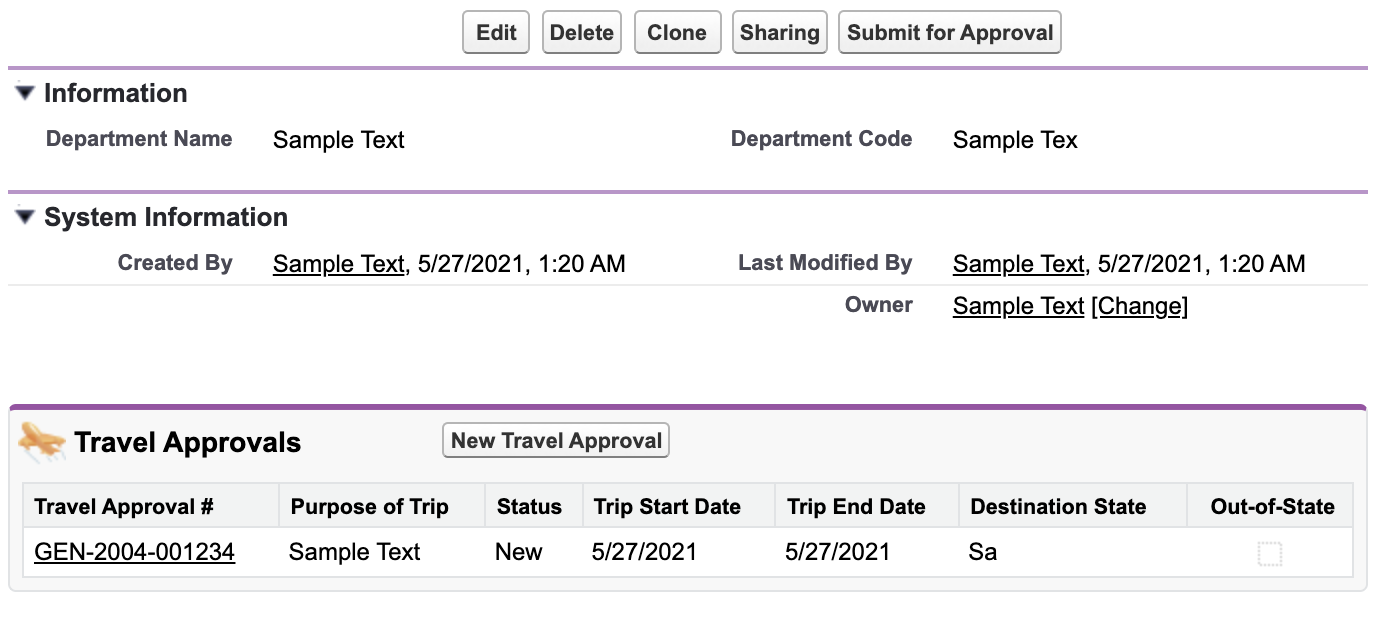 Edit Delete Clone Sharing Submit for Approval
Information
Department Name Sample Text Department Code Sample Tex
System Information
Created By Sample Text, 5/27/2021, 1:20 AM Last Modified By Sample Text, 5/27/2021, 1:20 AM
Owner Sample Text [Change]
Travel Approvals New Travel Approval
Travel Approval # Purpose of Trip Status Trip Start Date Trip End Date Destination State Out-of-State
GEN-2004-001234 Sample Text New 5/27/2021 5/27/2021 Sa